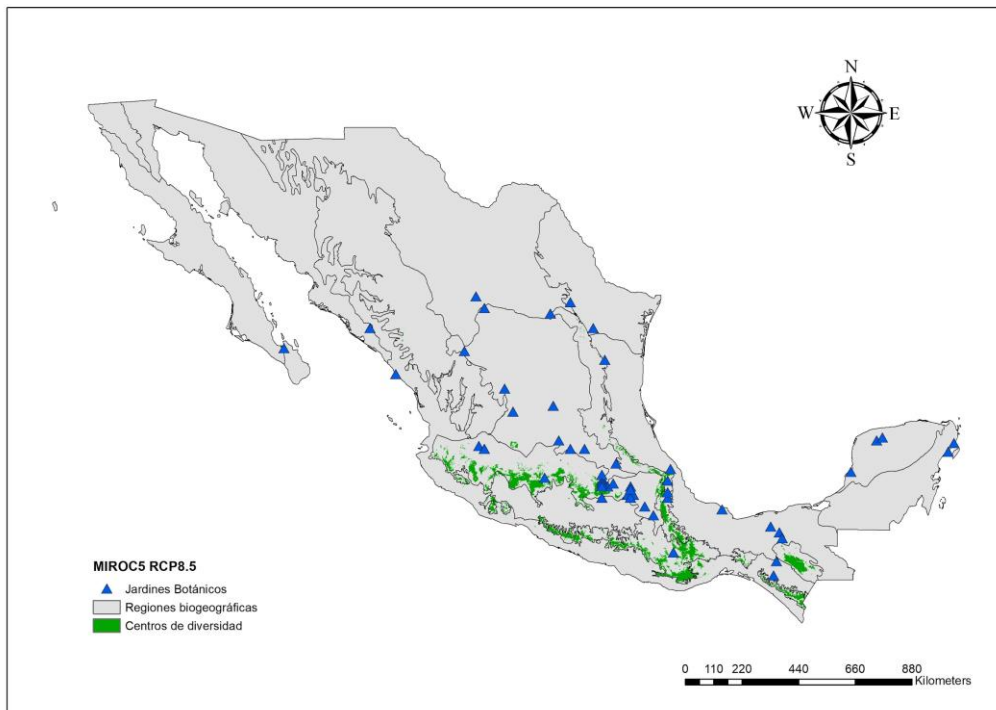 N
W E
S
MIROC5 RCP8.5
Jardines Botánicos
Regiones biogeográficas
Centros de diversidad
0 110 220 440 660 880
Kilometers